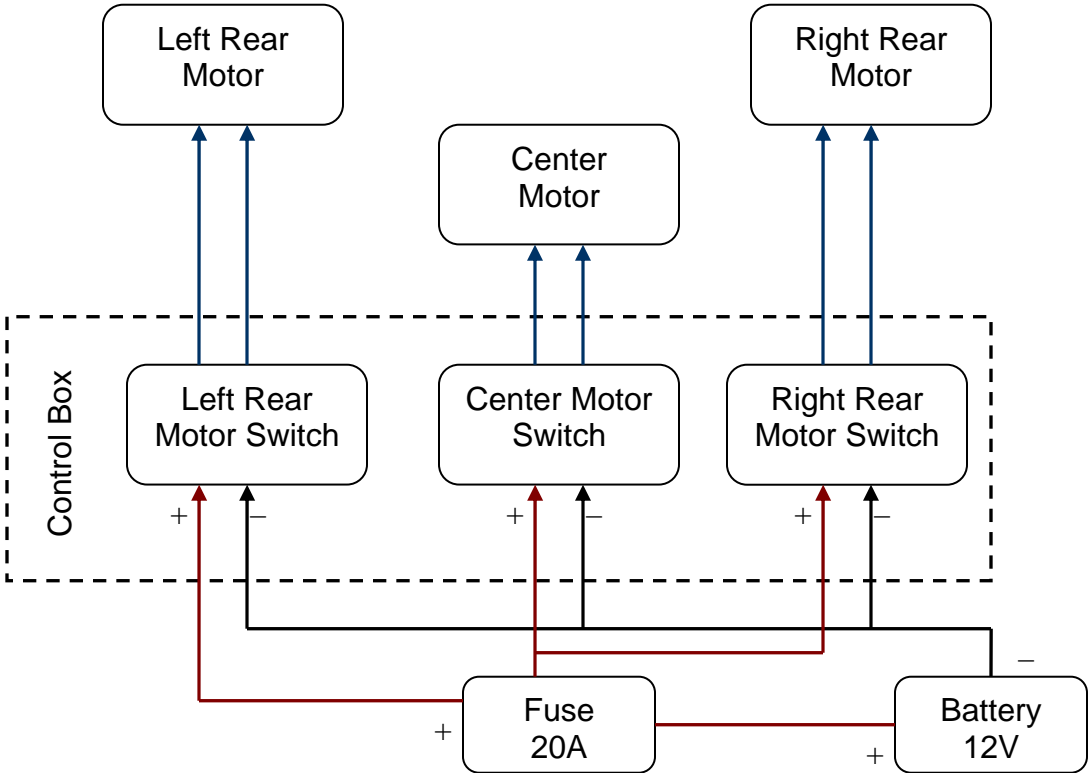 Left Rear
Motor
Right Rear
Motor
Center
Motor
Control Box
Left Rear
Motor Switch
Center Motor
Switch
Right Rear
Motor Switch
+
–
+
–
+
–
–
Fuse
20A
+
Battery
12V
+